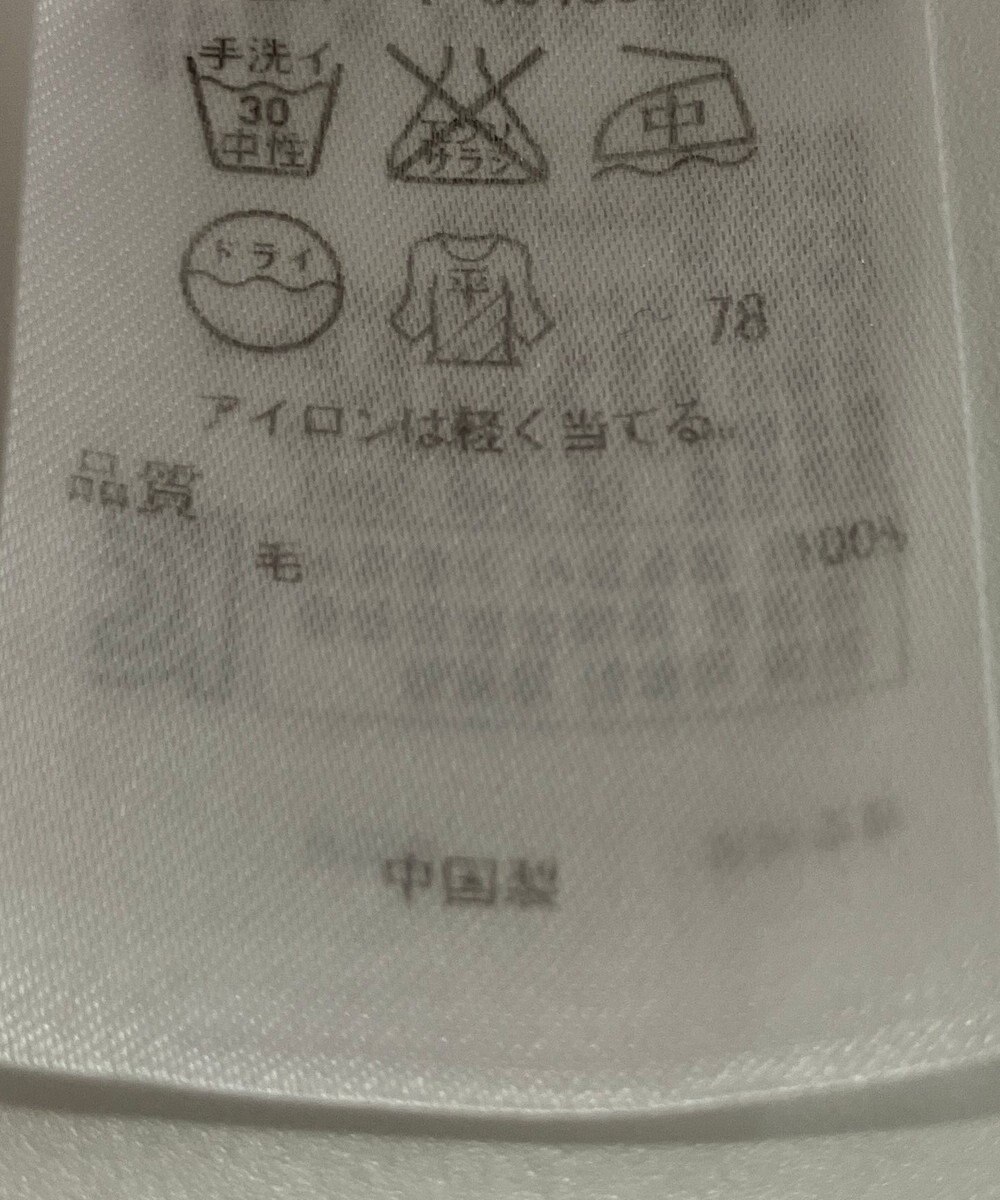 手洗イ
30
中性
エンソ
サラシ
中
ドライ
平
78
アイロンは軽く当てる。
品質
毛 100%
中国製